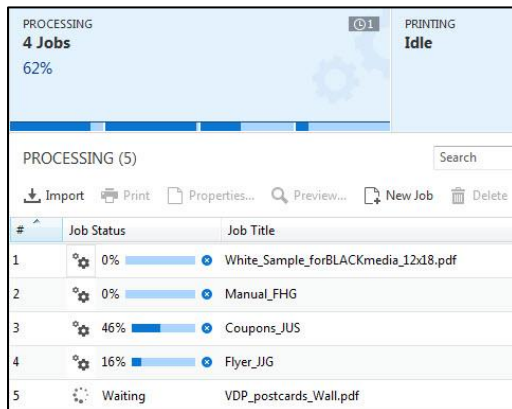 PROCESSING 1 PRINTING
4 Jobs Idle
62%
PROCESSING (5) Search
Import Print Properties... Preview... New Job Delete
# Job Status Job Title
1 0% White_Sample_forBLACKmedia_12x18.pdf
2 0% Manual_FHG
3 46% Coupons_JUS
4 16% Flyer_JJG
5 Waiting VDP_postcards_Wall.pdf